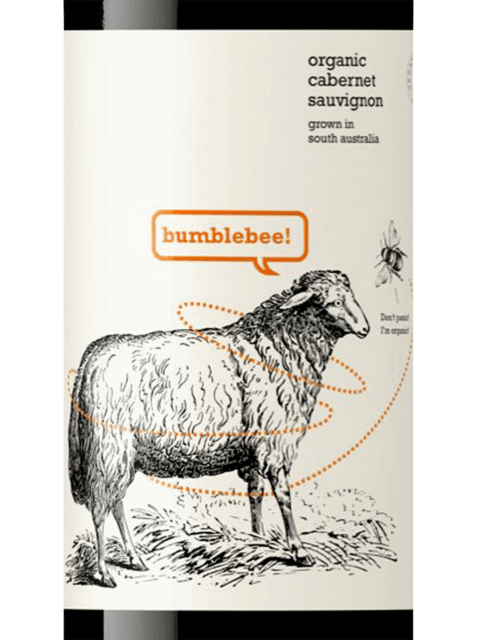 organic
cabernet
sauvignon
grown in
south australia
bumblebee!
Don't panic!
I'm organic!